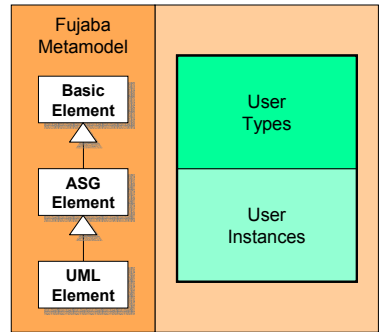 Fujaba
Metamodel
Basic
Element
ASG
Element
UML
Element
User
Types
User
Instances